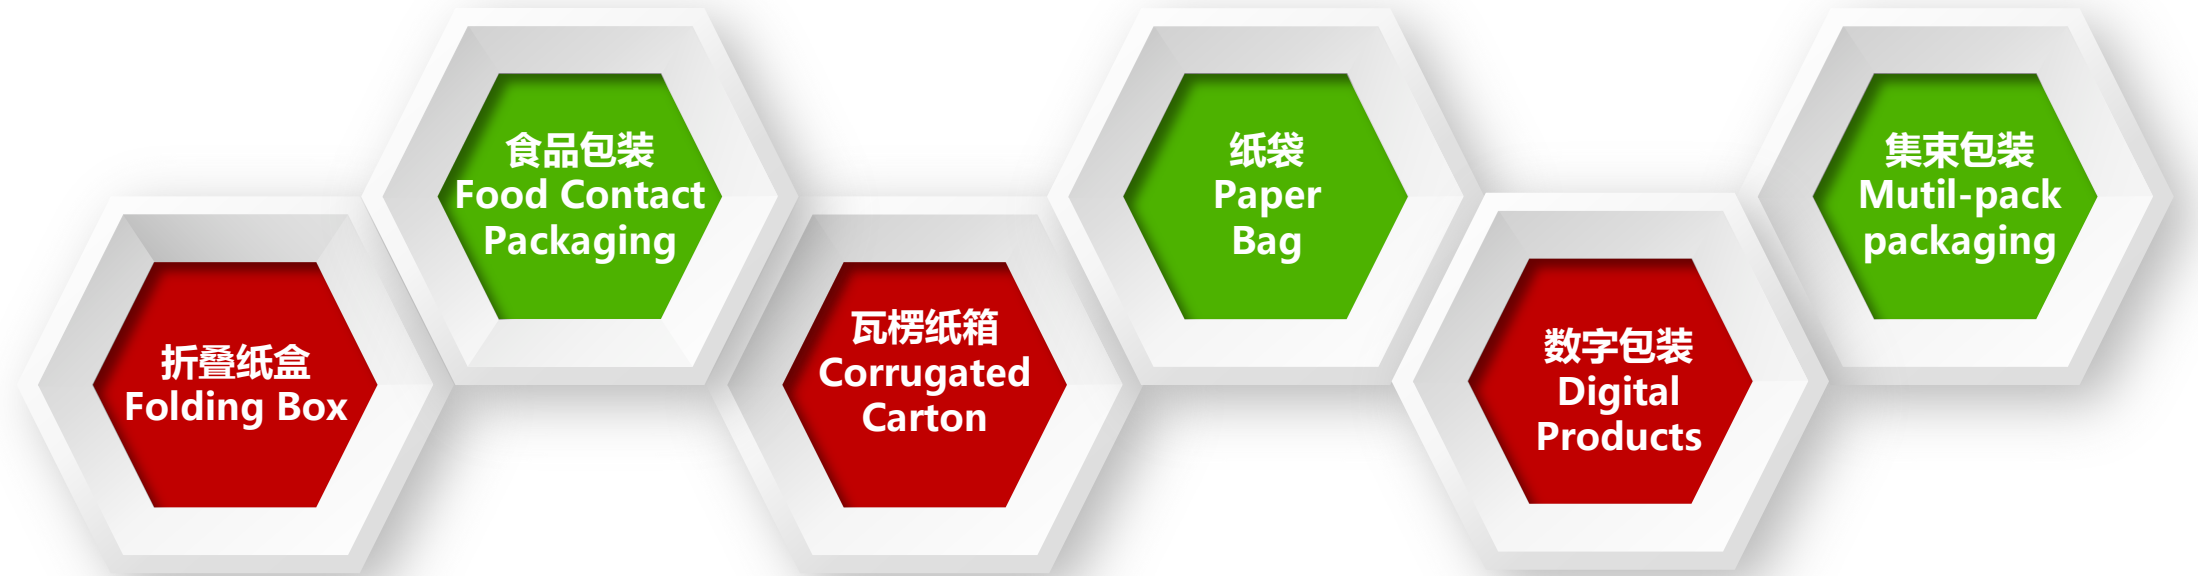 折叠纸盒
Folding Box
食品包装
Food Contact
Packaging
瓦楞纸箱
Corrugated
Carton
纸袋
Paper
Bag
数字包装
Digital
Products
集束包装
Mutil-pack
packaging